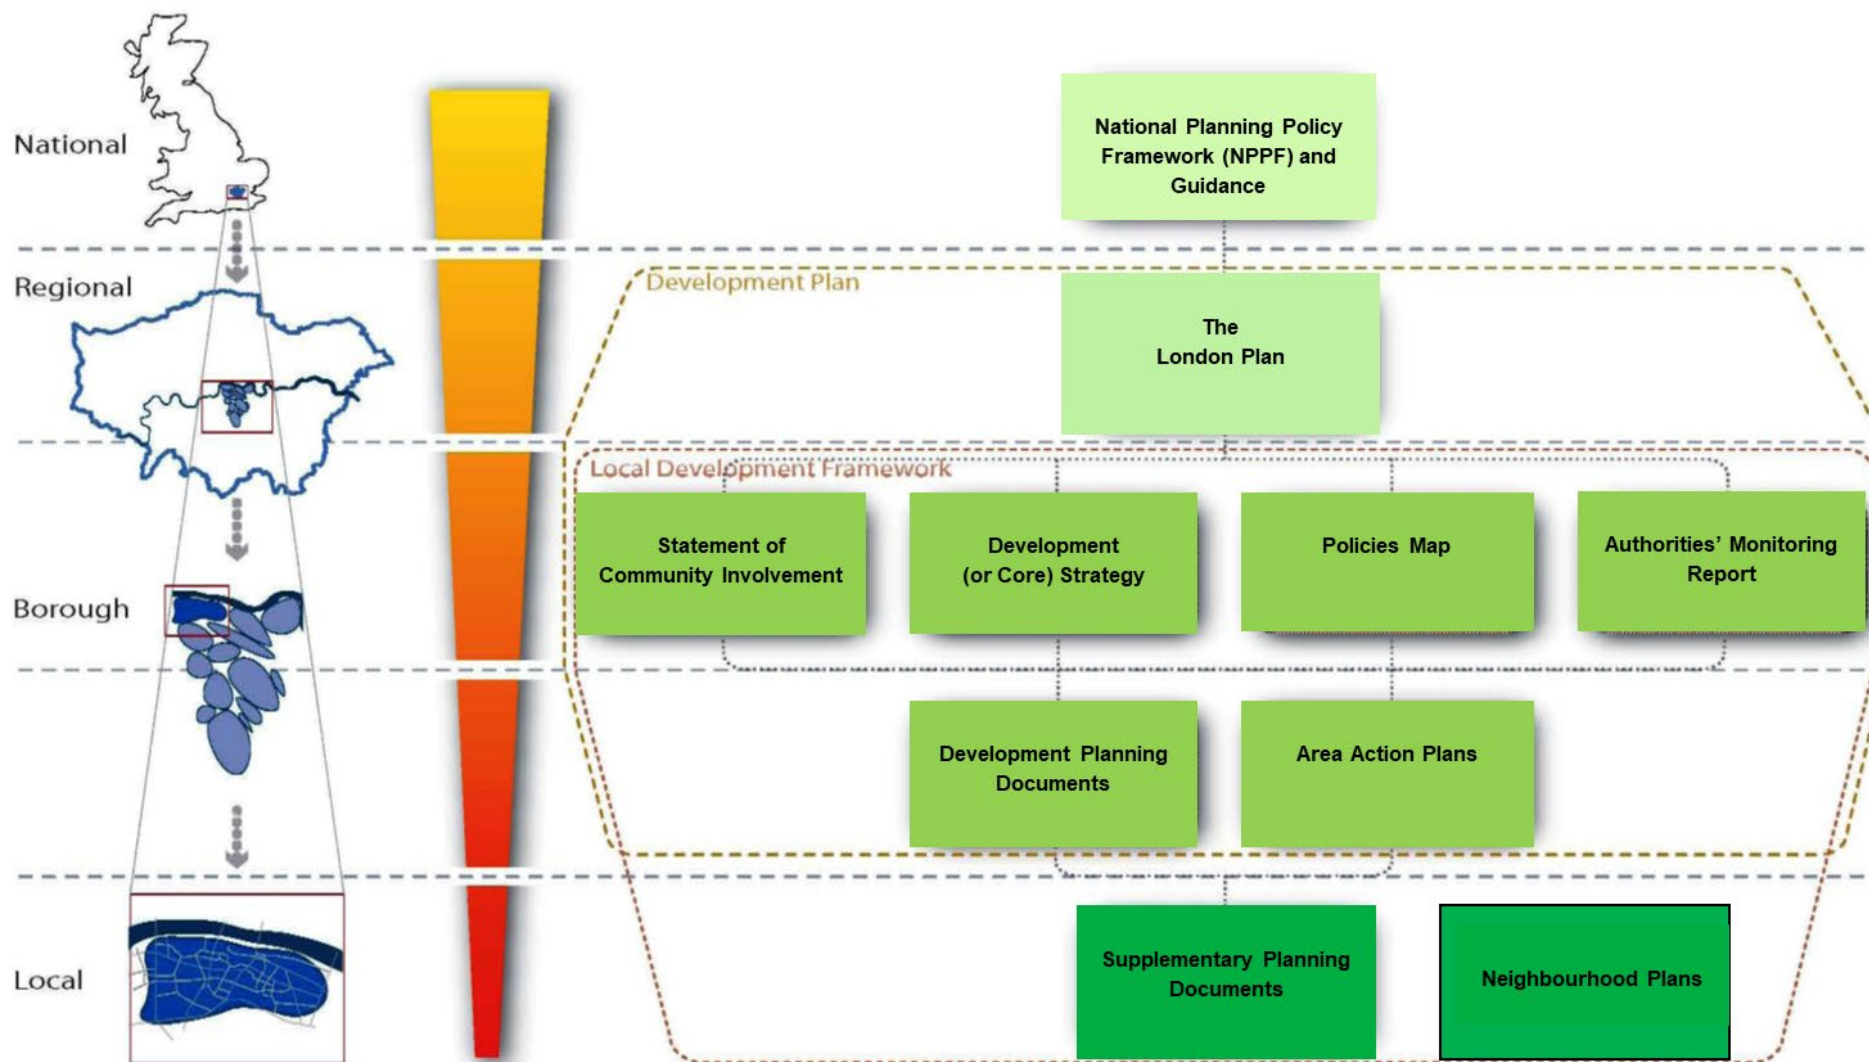 National
National Planning Policy
Framework (NPPF) and
Guidance
Regional
Development Plan
The
London Plan
Local Development Framework
Statement of
Community Involvement
Development
(or Core) Strategy
Policies Map
Authorities’ Monitoring
Report
Borough
Development Planning
Documents
Area Action Plans
Local
Supplementary Planning
Documents
Neighbourhood Plans